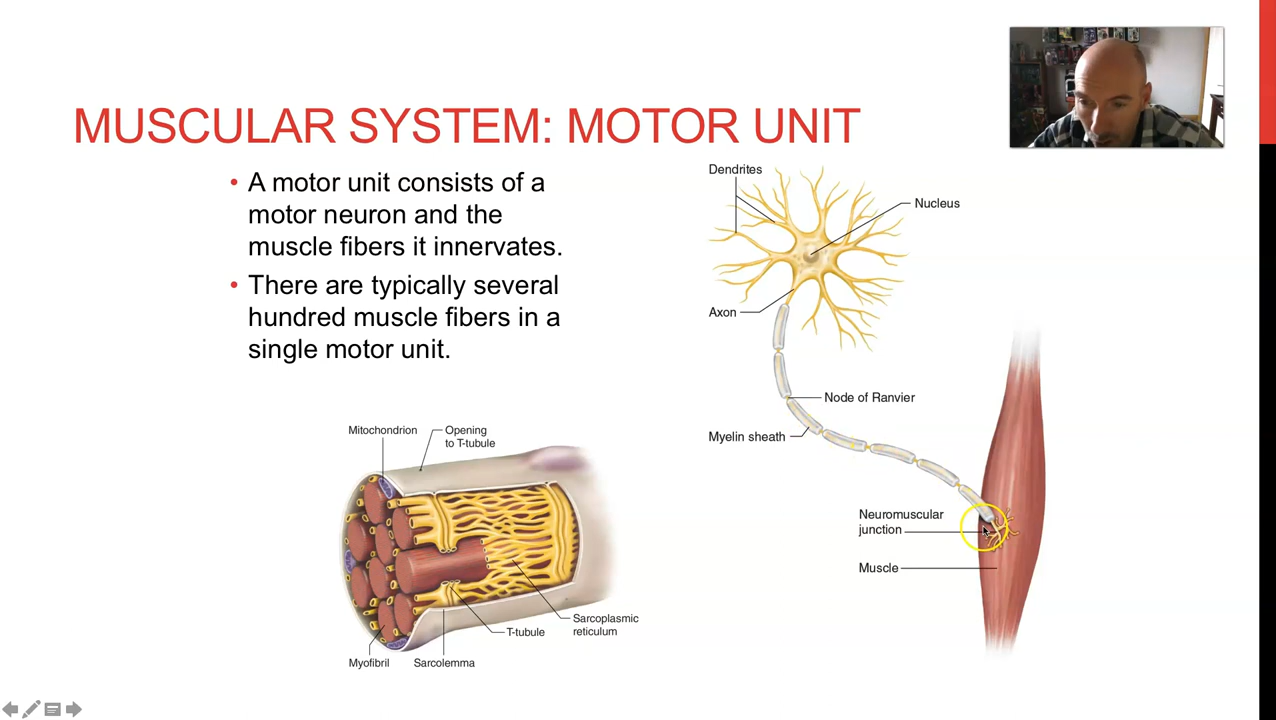 MUSCULAR SYSTEM: MOTOR UNIT
• A motor unit consists of a
motor neuron and the
muscle fibers it innervates.
• There are typically several
hundred muscle fibers in a
single motor unit.
Dendrites
Nucleus
Axon
Node of Ranvier
Myelin sheath
Neuromuscular
junction
Muscle
Mitochondrion
Opening
to T-tubule
Sarcoplasmic
reticulum
T-tubule
Myofibril
Sarcolemma